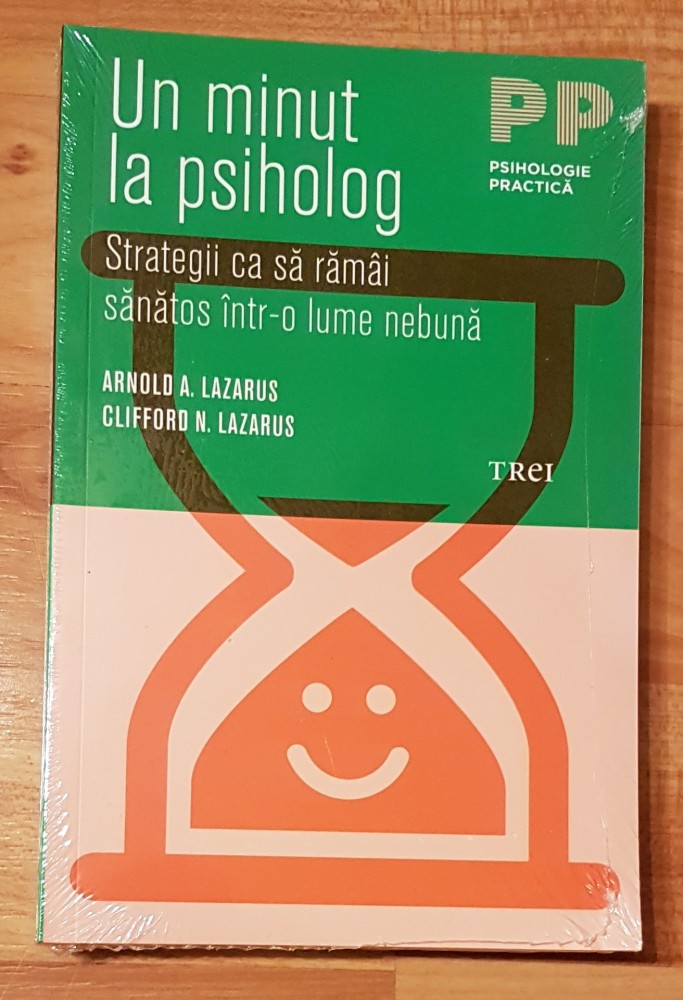 Un minut
la psiholog
PP
PSIHOLOGIE
PRACTICĂ
Strategii ca să rămâi
sănătos într-o lume nebună
ARNOLD A. LAZARUS
CLIFFORD N. LAZARUS
TREI